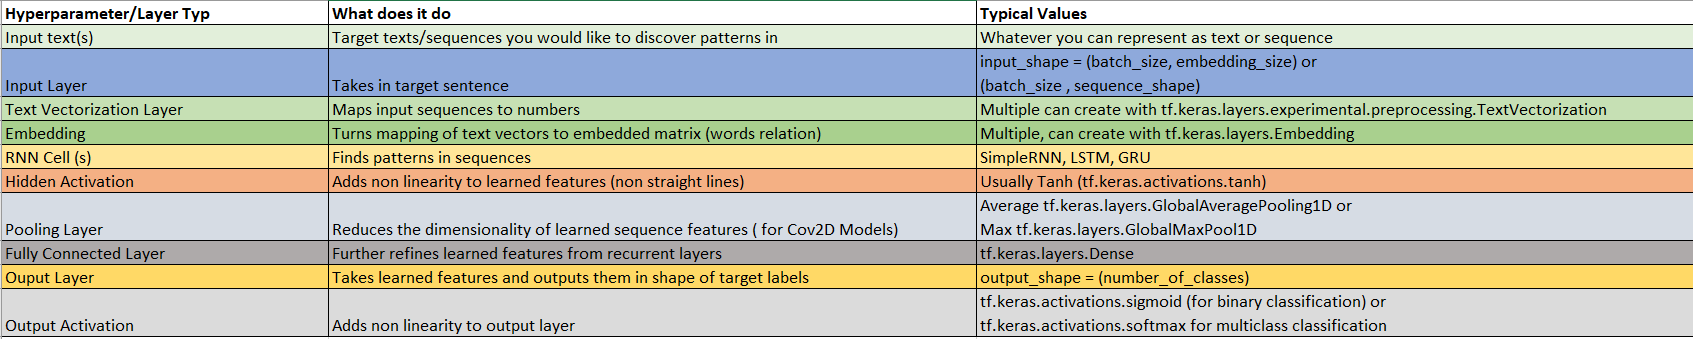 Hyperparameter/Layer Typ What does it do Typical Values
Input text(s) Target texts/sequences you would like to discover patterns in Whatever you can represent as text or sequence
input_shape = (batch_size, embedding_size) or
Input Layer Takes in target sentence (batch_size , sequence_shape)
Text Vectorization Layer Maps input sequences to numbers Multiple can create with tf.keras.layers.experimental.preprocessing.TextVectorization
Embedding Turns mapping of text vectors to embedded matrix (words relation) Multiple, can create with tf.keras.layers.Embedding
RNN Cell (s) Finds patterns in sequences SimpleRNN, LSTM, GRU
Hidden Activation Adds non linearity to learned features (non straight lines) Usually Tanh (tf.keras.activations.tanh)
Average tf.keras.layers.GlobalAveragePooling1D or
Pooling Layer Reduces the dimensionality of learned sequence features ( for Cov2D Models) Max tf.keras.layers.GlobalMaxPool1D
Fully Connected Layer Further refines learned features from recurrent layers tf.keras.layers.Dense
Ouput Layer Takes learned features and outputs them in shape of target labels output_shape = (number_of_classes)
tf.keras.activations.sigmoid (for binary classification) or
Output Activation Adds non linearity to output layer tf.keras.activations.softmax for multiclass classification